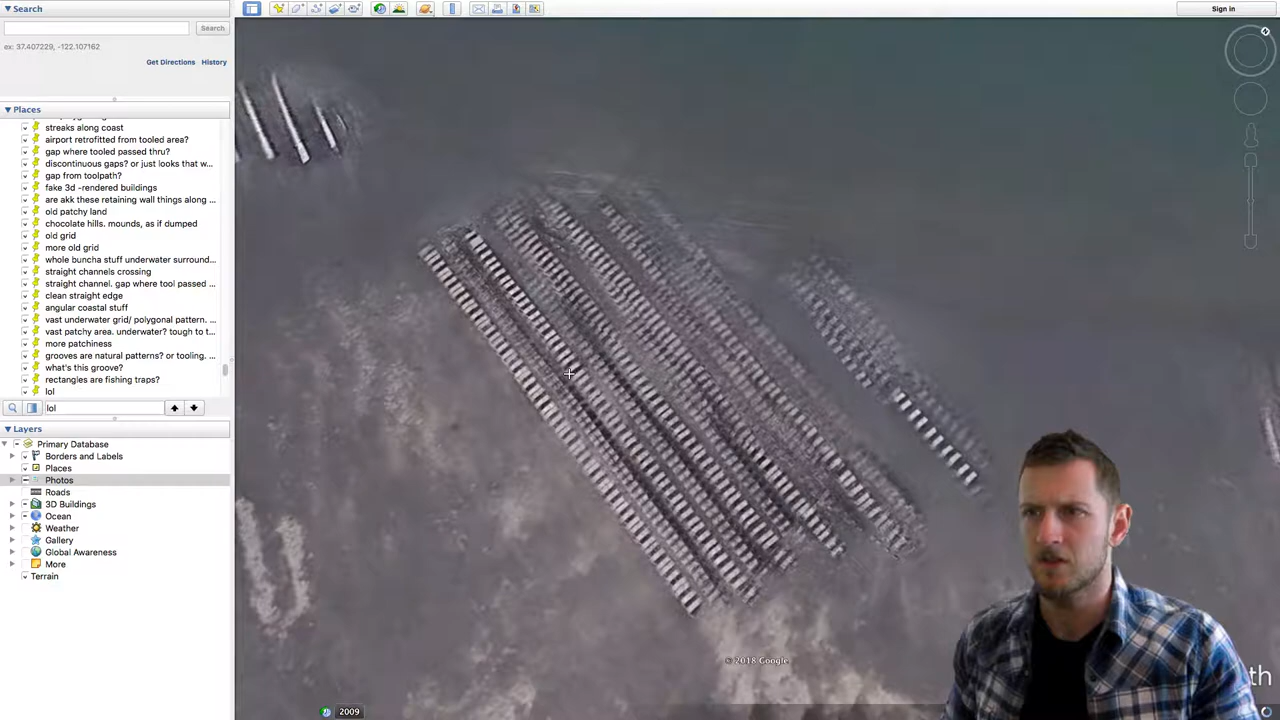 Search
Sign in
Search
ex: 37.407229, -122.107162
Get Directions
History
Places
streaks along coast
airport retrofitted from tooled area?
gap where tooled passed thru?
discontinuous gaps? or just looks that w...
gap from toolpath?
fake 3d -rendered buildings
are akk these retaining wall things along ...
old patchy land
chocolate hills. mounds, as if dumped
old grid
more old grid
whole buncha stuff underwater surround...
straight channels crossing
straight channel. gap where tool passed ...
clean straight edge
angular coastal stuff
vast underwater grid/ polygonal pattern. ...
vast patchy area. underwater? tough to t...
more patchiness
grooves are natural patterns? or tooling. ...
what's this groove?
rectangles are fishing traps?
lol
lol
Layers
Primary Database
Borders and Labels
Places
Photos
Roads
3D Buildings
Ocean
Weather
Gallery
Global Awareness
More
Terrain
© 2018 Google
th
2009